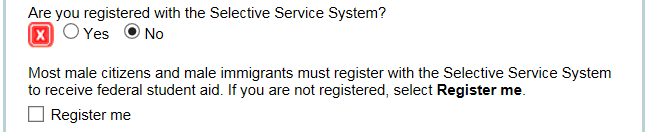 Are you registered with the Selective Service System?
X Yes No
Most male citizens and male immigrants must register with the Selective Service System
to receive federal student aid. If you are not registered, select Register me.
Register me